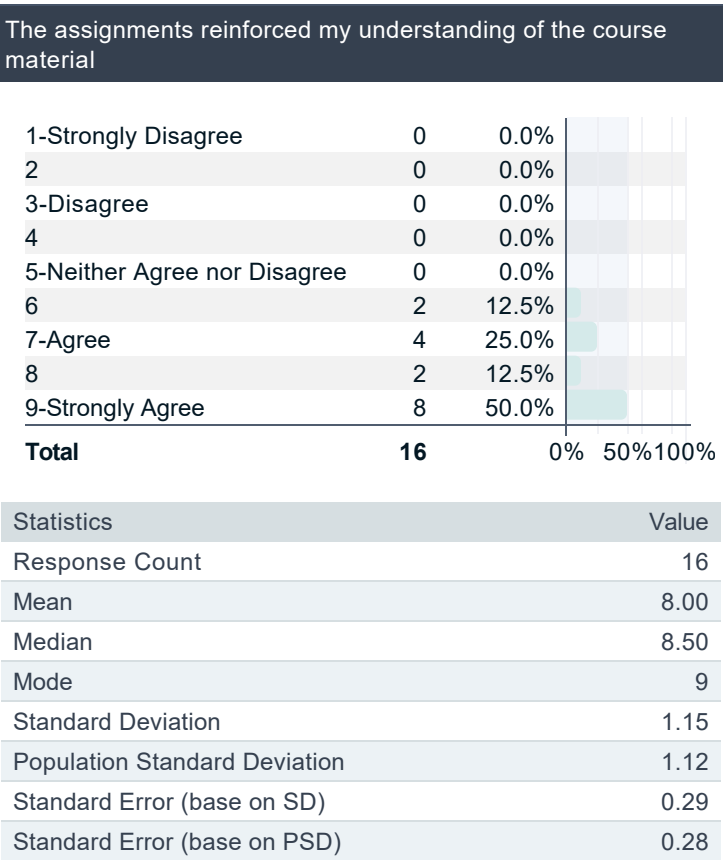 The assignments reinforced my understanding of the course
material
1-Strongly Disagree 0 0.0%
2 0 0.0%
3-Disagree 0 0.0%
4 0 0.0%
5-Neither Agree nor Disagree 0 0.0%
6 2 12.5%
7-Agree 4 25.0%
8 2 12.5%
9-Strongly Agree 8 50.0%
Total 16 0% 50% 100%
Statistics Value
Response Count 16
Mean 8.00
Median 8.50
Mode 9
Standard Deviation 1.15
Population Standard Deviation 1.12
Standard Error (base on SD) 0.29
Standard Error (base on PSD) 0.28